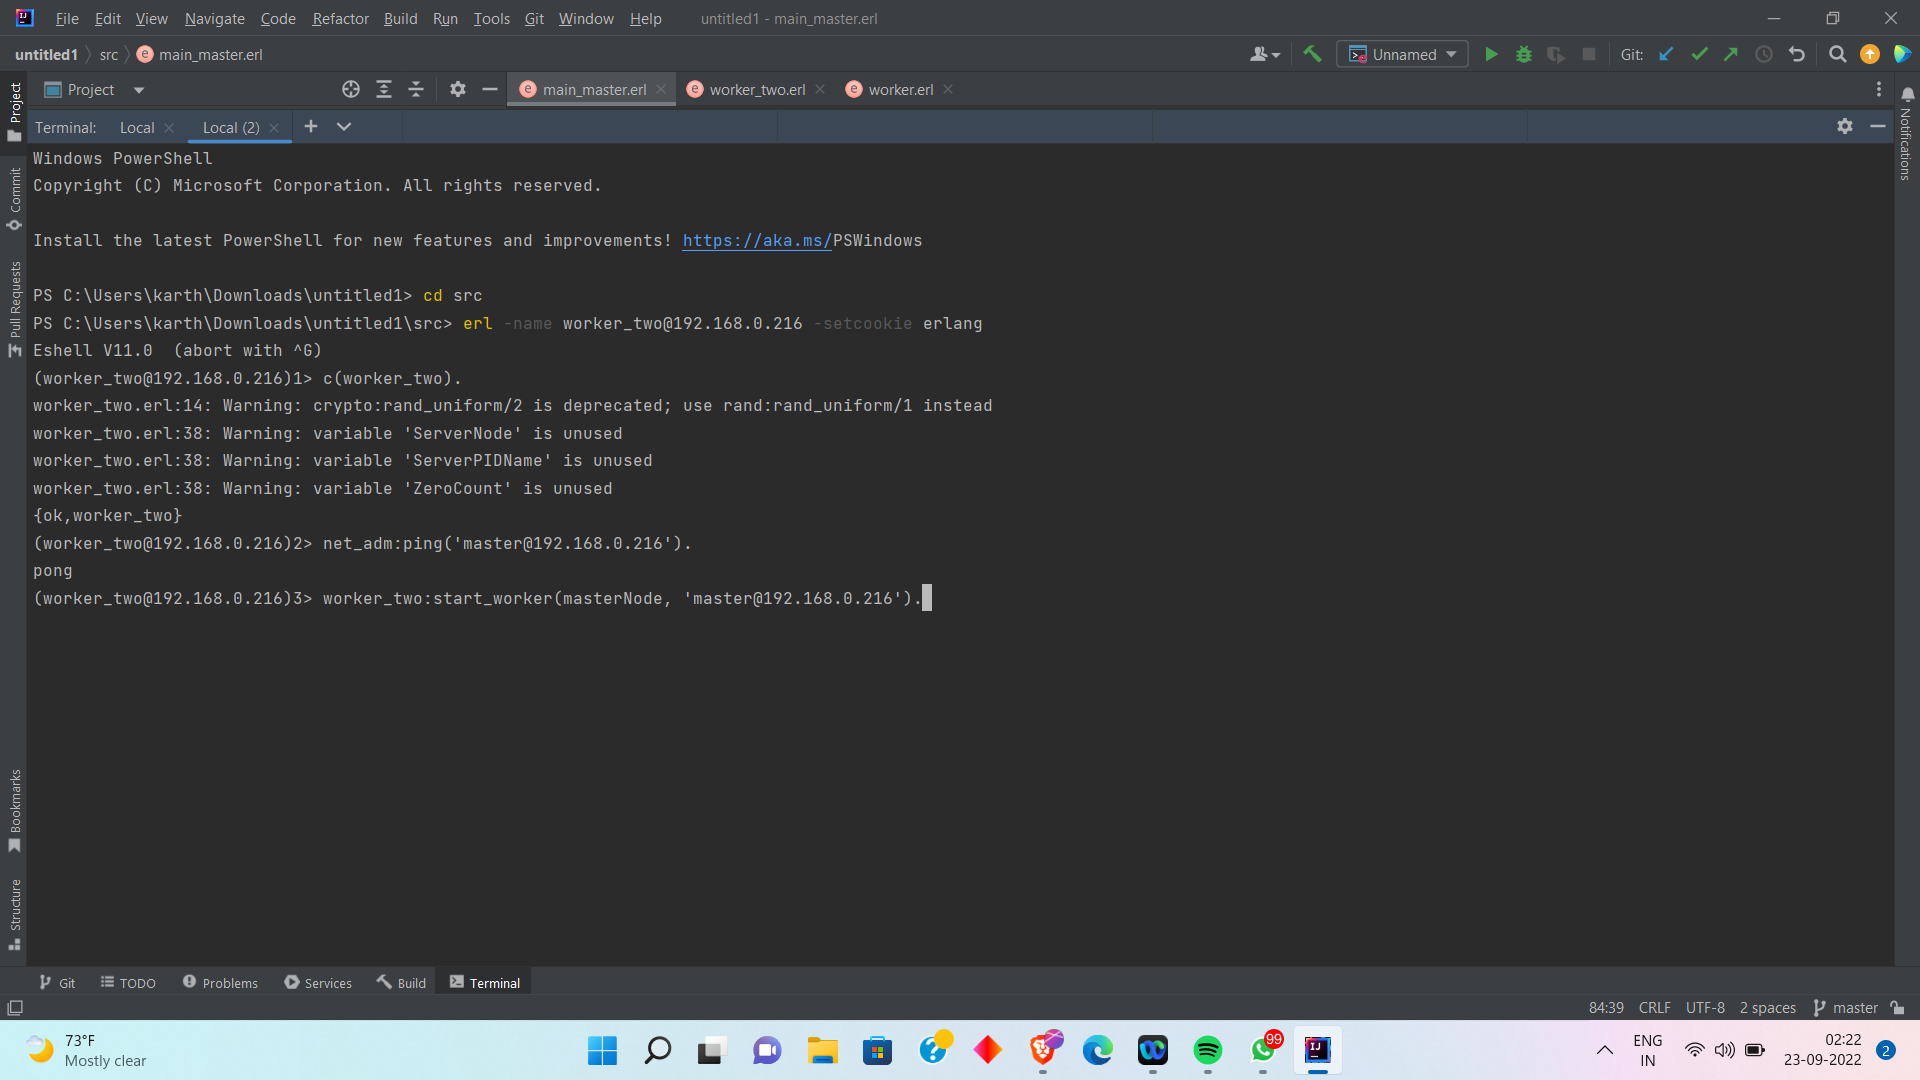 File Edit View Navigate Code Refactor Build Run Tools Git Window Help untitled1 - main_master.erl
untitled1 src main_master.erl Unnamed Git:
Project main_master.erl worker_two.erl worker.erl
Terminal: Local Local (2)
Windows PowerShell
Copyright (C) Microsoft Corporation. All rights reserved.
Install the latest PowerShell for new features and improvements! https://aka.ms/PSWindows
PS C:\Users\karth\Downloads\untitled1> cd src
PS C:\Users\karth\Downloads\untitled1\src> erl -name worker_two@192.168.0.216 -setcookie erlang
Eshell V11.0  (abort with ^G)
(worker_two@192.168.0.216)1> c(worker_two).
worker_two.erl:14: Warning: crypto:rand_uniform/2 is deprecated; use rand:rand_uniform/1 instead
worker_two.erl:38: Warning: variable 'ServerNode' is unused
worker_two.erl:38: Warning: variable 'ServerPIDName' is unused
worker_two.erl:38: Warning: variable 'ZeroCount' is unused
{ok,worker_two}
(worker_two@192.168.0.216)2> net_adm:ping('master@192.168.0.216').
pong
(worker_two@192.168.0.216)3> worker_two:start_worker(masterNode, 'master@192.168.0.216').
Project
Commit
Pull Requests
Bookmarks
Structure
Notifications
Git TODO Problems Services Build Terminal
84:39 CRLF UTF-8 2 spaces master
73°F
Mostly clear
99
ENG
IN
02:22
23-09-2022
2